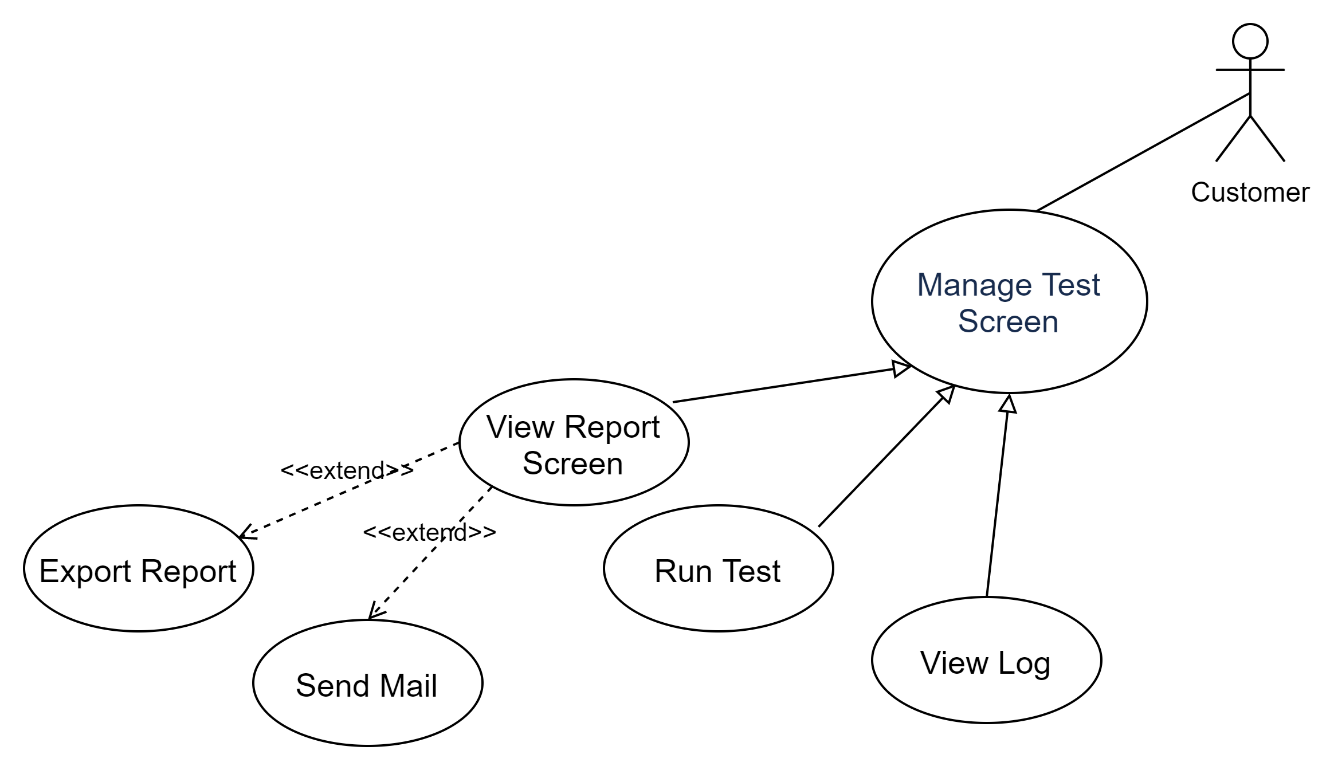 Customer
Manage Test
Screen
View Report
Screen
<<extend>>
<<extend>>
Export Report
Run Test
Send Mail
View Log